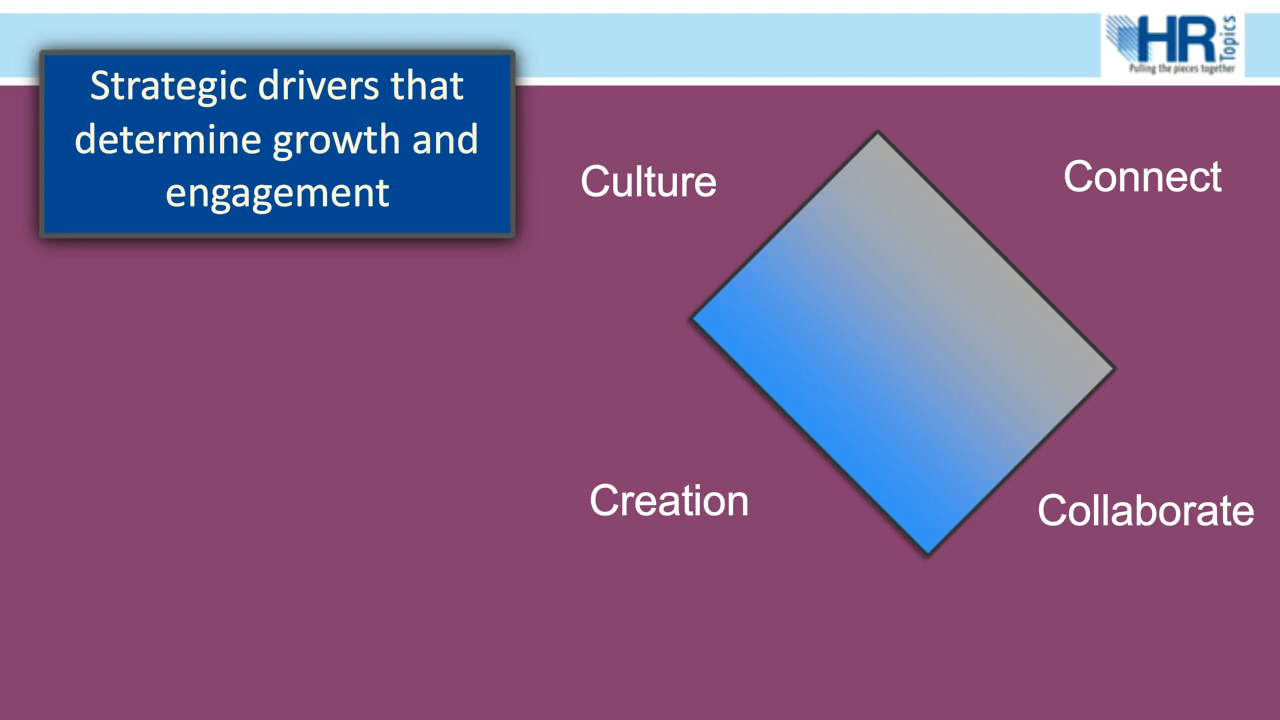 Strategic drivers that
determine growth and
engagement
HR
Topics
Pulling the pieces together
Culture
Connect
Creation
Collaborate